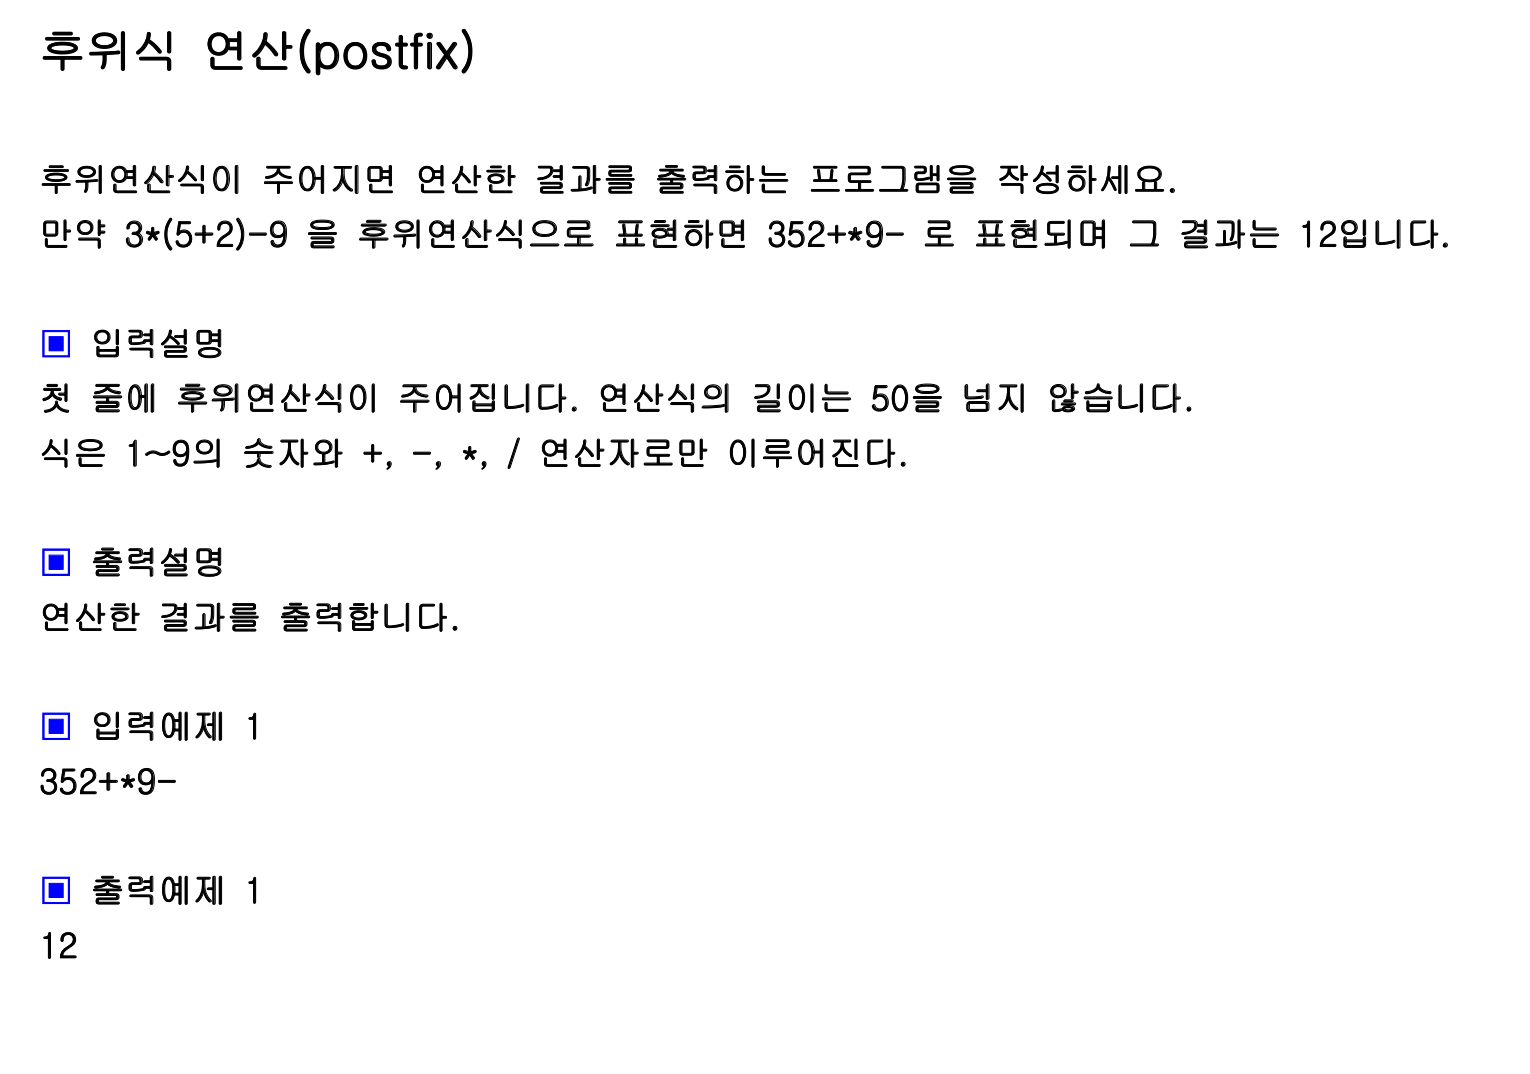 후위식 연산(postfix)
후위연산식이 주어지면 연산한 결과를 출력하는 프로그램을 작성하세요.
만약 3*(5+2)-9 을 후위연산식으로 표현하면 352+*9- 로 표현되며 그 결과는 12입니다.
▣ 입력설명
첫 줄에 후위연산식이 주어집니다. 연산식의 길이는 50을 넘지 않습니다.
식은 1~9의 숫자와 +, -, *, / 연산자로만 이루어진다.
▣ 출력설명
연산한 결과를 출력합니다.
▣ 입력예제 1
352+*9-
▣ 출력예제 1
12